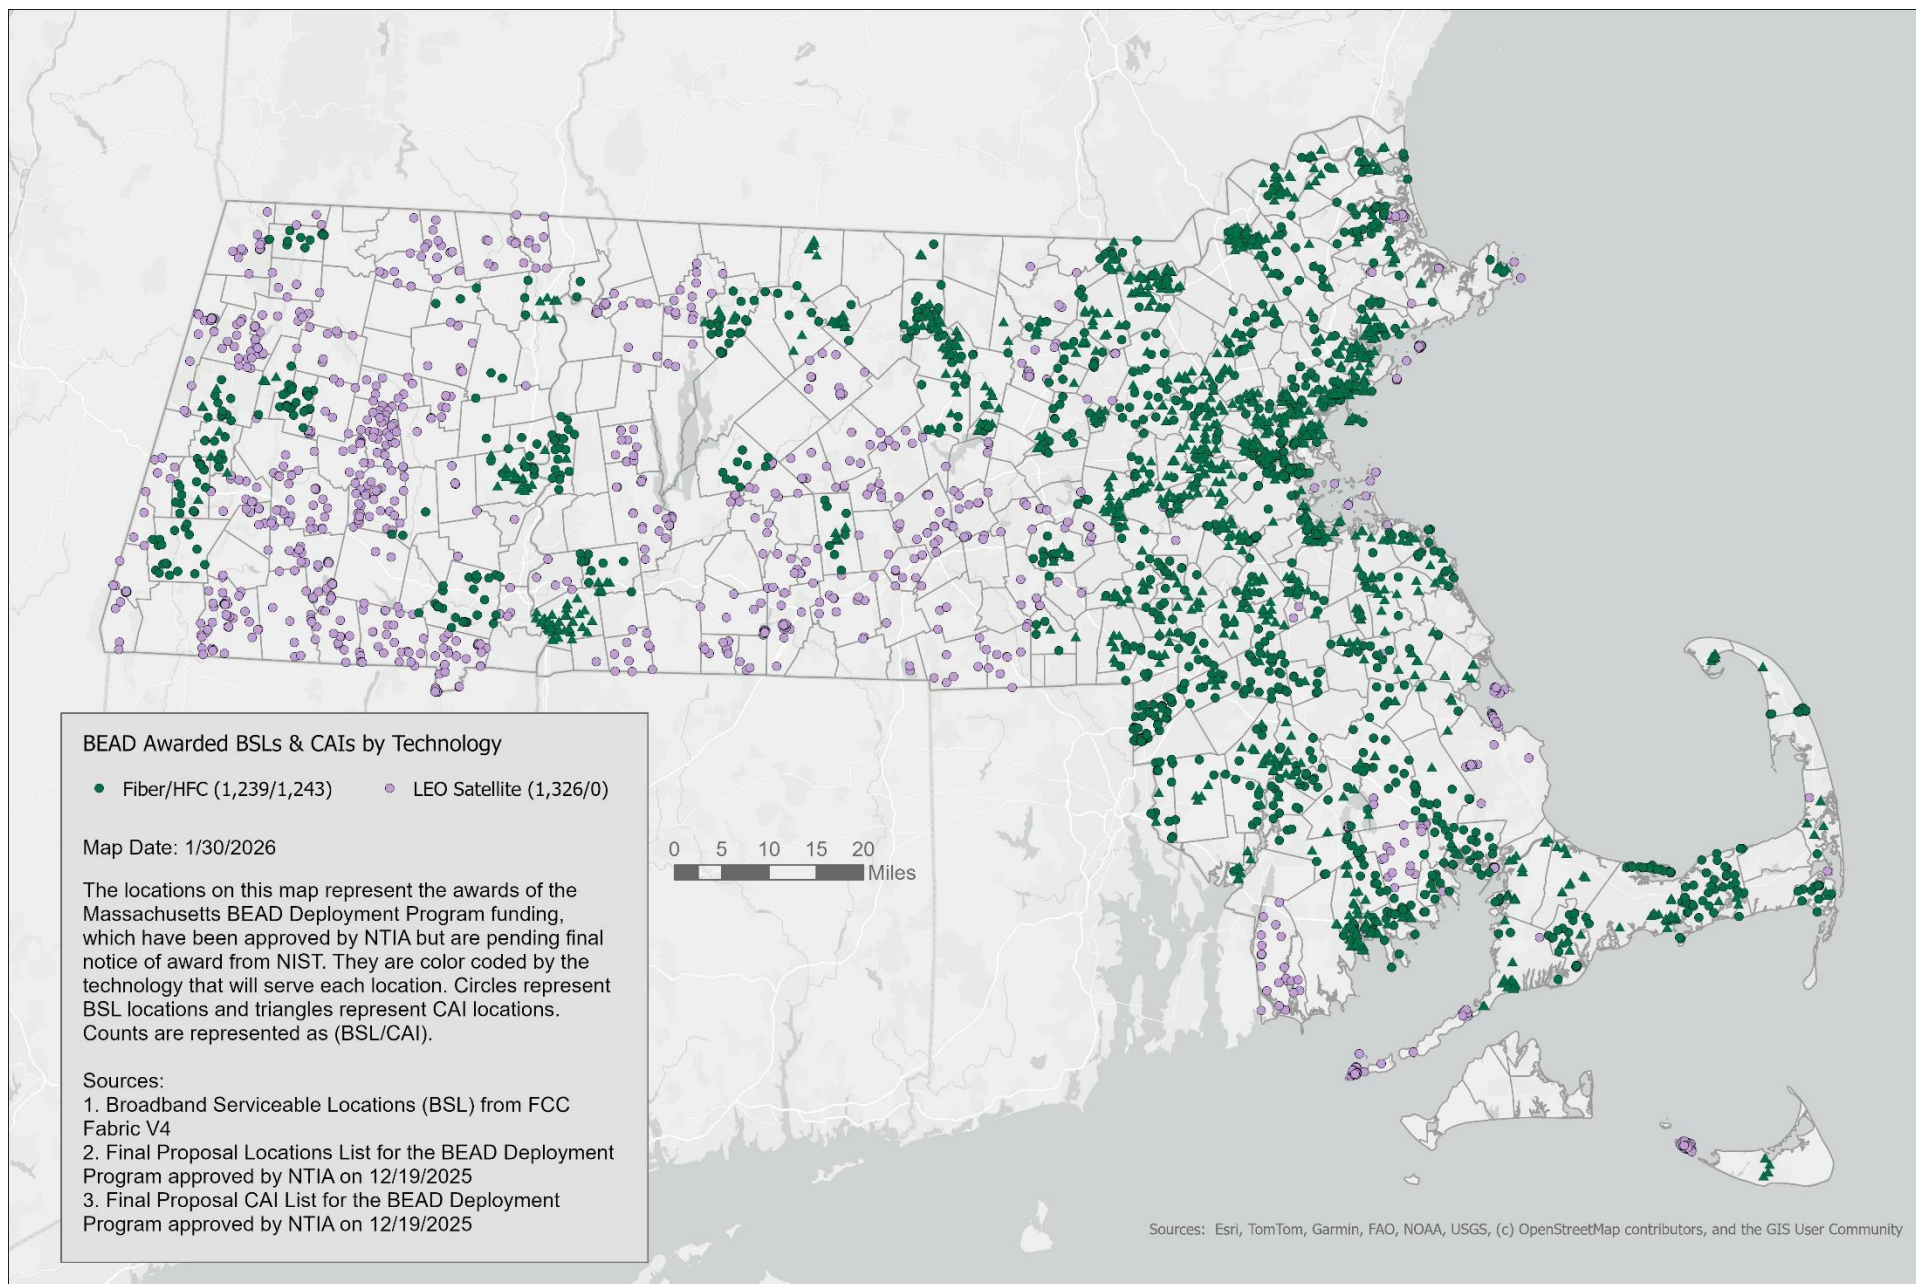 BEAD Awarded BSLs & CAIs by Technology
Fiber/HFC (1,239/1,243) LEO Satellite (1,326/0)
Map Date: 1/30/2026
The locations on this map represent the awards of the
Massachusetts BEAD Deployment Program funding,
which have been approved by NTIA but are pending final
notice of award from NIST. They are color coded by the
technology that will serve each location. Circles represent
BSL locations and triangles represent CAI locations.
Counts are represented as (BSL/CAI).
Sources:
1. Broadband Serviceable Locations (BSL) from FCC
Fabric V4
2. Final Proposal Locations List for the BEAD Deployment
Program approved by NTIA on 12/19/2025
3. Final Proposal CAI List for the BEAD Deployment
Program approved by NTIA on 12/19/2025
0 5 10 15 20
Miles
Sources: Esri, TomTom, Garmin, FAO, NOAA, USGS, (c) OpenStreetMap contributors, and the GIS User Community